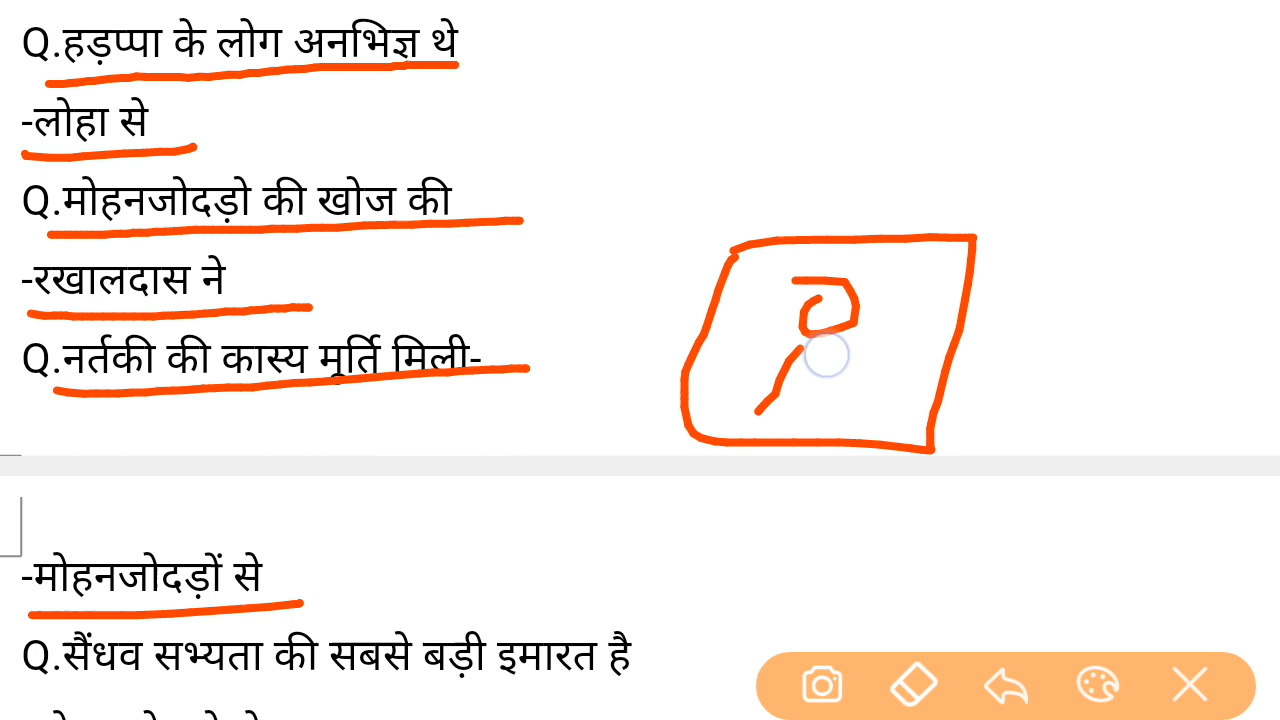 Q.हड़प्पा के लोग अनभिज्ञ थे
-लोहा से
Q.मोहनजोदड़ो की खोज की
-रखालदास ने
Q.नर्तकी की कास्य मूर्ति मिली-
-मोहनजोदड़ों से
Q.सैंधव सभ्यता की सबसे बड़ी इमारत है